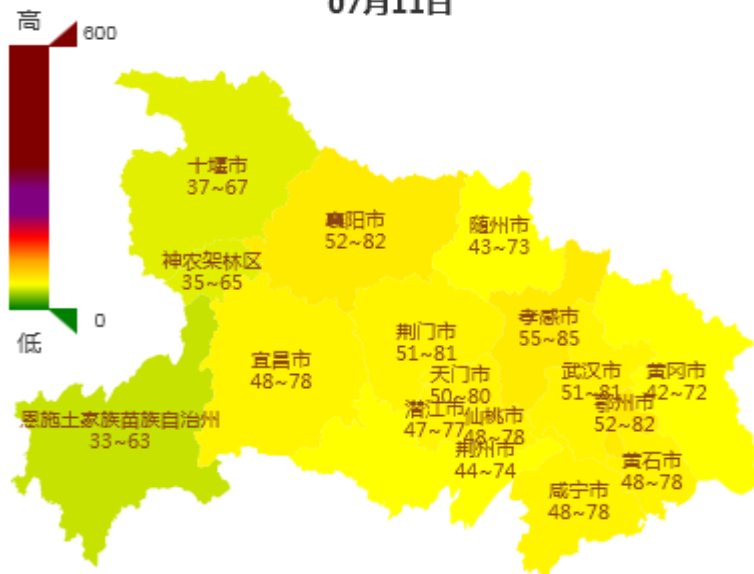 07月11日
高
600
0
低
十堰市
37~67
神农架林区
35~65
襄阳市
52~82
随州市
43~73
恩施土家族苗族自治州
33~63
宜昌市
48~78
荆门市
51~81
天门市
50~80
潜江市
47~77
仙桃市
48~78
荆州市
44~74
孝感市
55~85
武汉市
51~81
鄂州市
52~82
黄冈市
42~72
黄石市
48~78
咸宁市
48~78